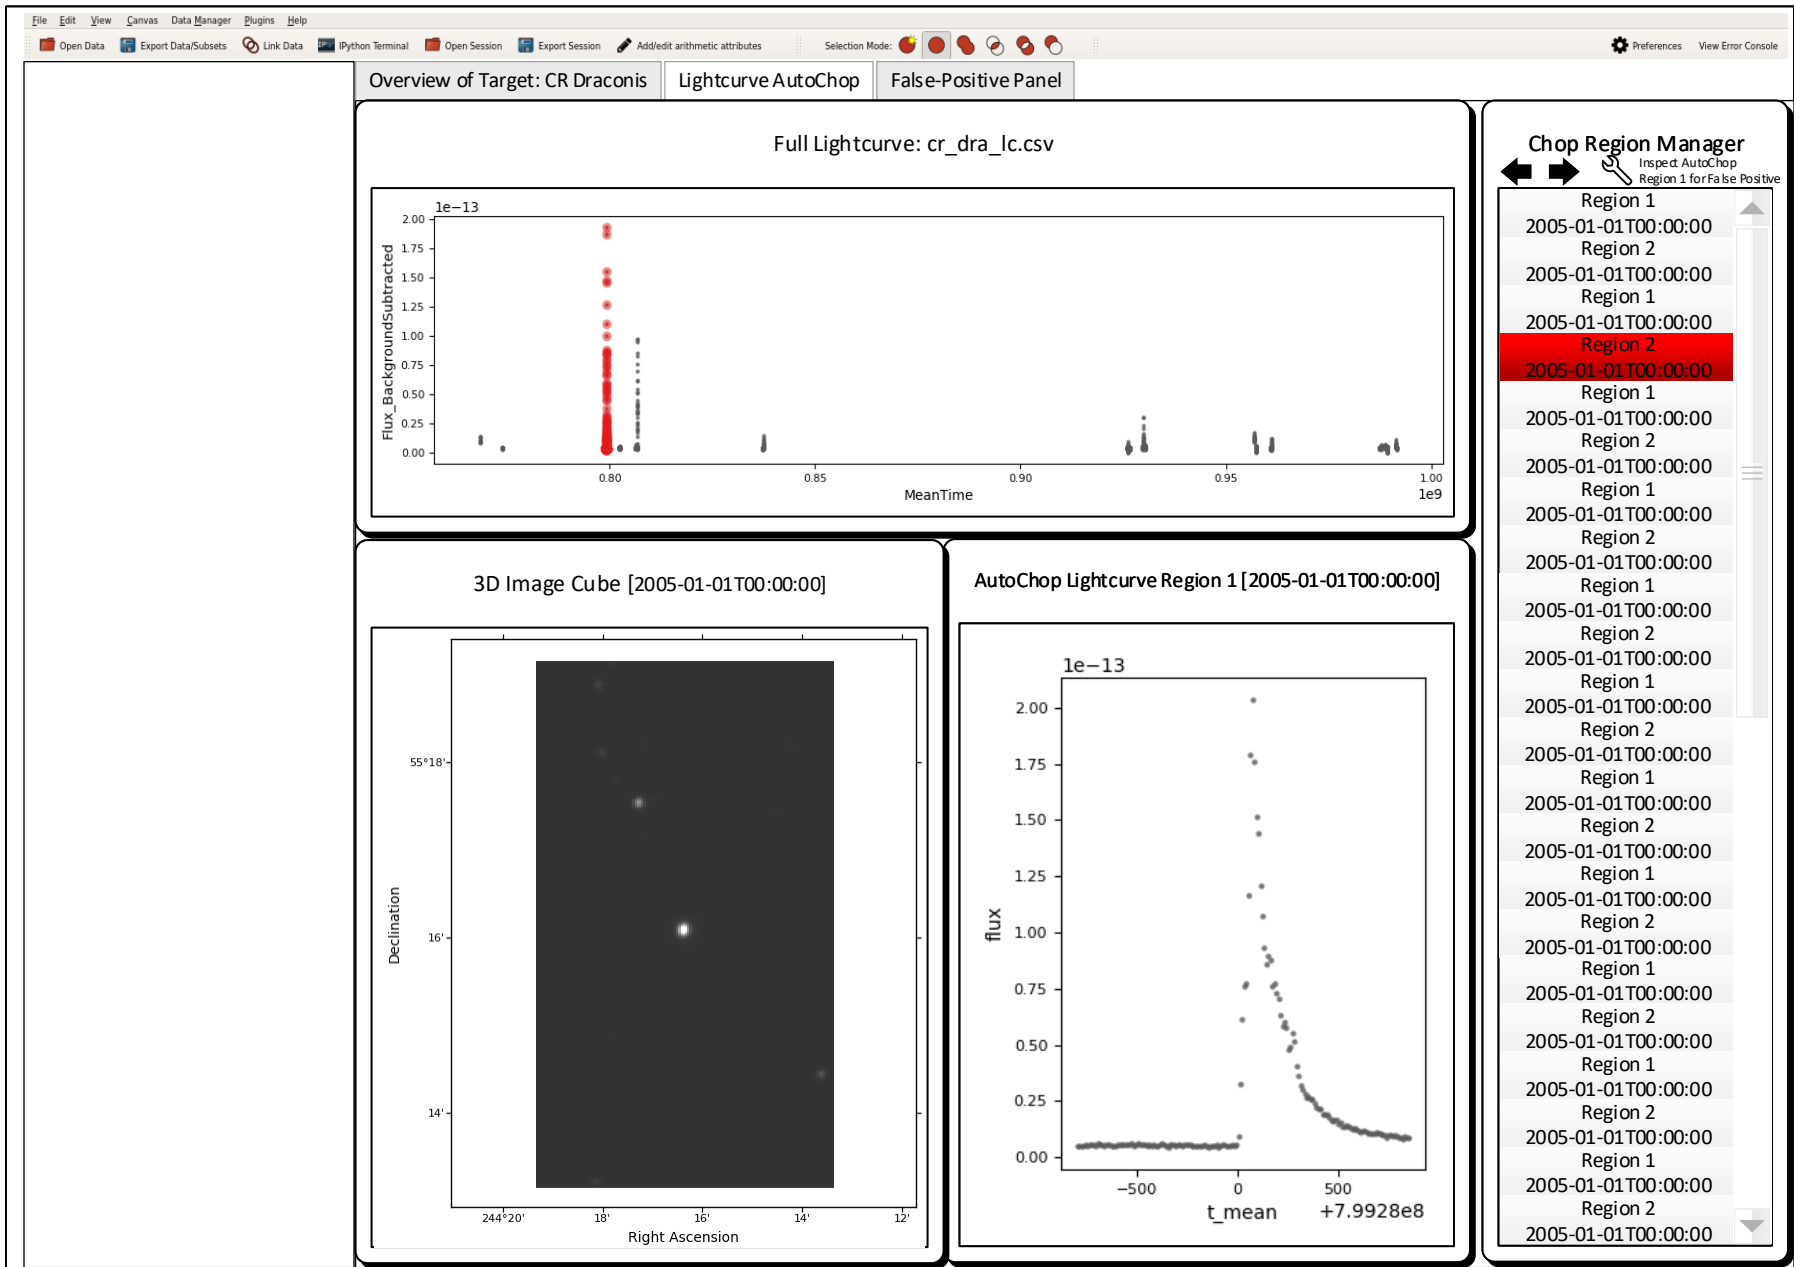 File Edit View Canvas Data Manager Plugins Help
Open Data Export Data/Subsets Link Data IPython Terminal Open Session Export Session Add/edit arithmetic attributes Selection Mode: Preferences View Error Console
Overview of Target: CR Draconis Lightcurve AutoChop False-Positive Panel
Full Lightcurve: cr_dra_lc.csv
1e−13
2.00
1.75
1.50
1.25
1.00
0.75
0.50
0.25
0.00
Flux_BackgroundSubtracted
0.80 0.85 0.90 0.95 1.00
MeanTime
1e9
3D Image Cube [2005-01-01T00:00:00]
55°18'
16'
14'
Declination
244°20' 18' 16' 14' 12'
Right Ascension
AutoChop Lightcurve Region 1 [2005-01-01T00:00:00]
1e−13
2.00
1.75
1.50
1.25
1.00
0.75
0.50
0.25
0.00
flux
−500 0 500
t_mean +7.9928e8
Chop Region Manager
Inspect AutoChop
Region 1 for False Positive
Region 1
2005-01-01T00:00:00
Region 2
2005-01-01T00:00:00
Region 1
2005-01-01T00:00:00
Region 2
2005-01-01T00:00:00
Region 1
2005-01-01T00:00:00
Region 2
2005-01-01T00:00:00
Region 1
2005-01-01T00:00:00
Region 2
2005-01-01T00:00:00
Region 1
2005-01-01T00:00:00
Region 2
2005-01-01T00:00:00
Region 1
2005-01-01T00:00:00
Region 2
2005-01-01T00:00:00
Region 1
2005-01-01T00:00:00
Region 2
2005-01-01T00:00:00
Region 1
2005-01-01T00:00:00
Region 2
2005-01-01T00:00:00
Region 1
2005-01-01T00:00:00
Region 2
2005-01-01T00:00:00
Region 1
2005-01-01T00:00:00
Region 2
2005-01-01T00:00:00
Region 1
2005-01-01T00:00:00
Region 2
2005-01-01T00:00:00